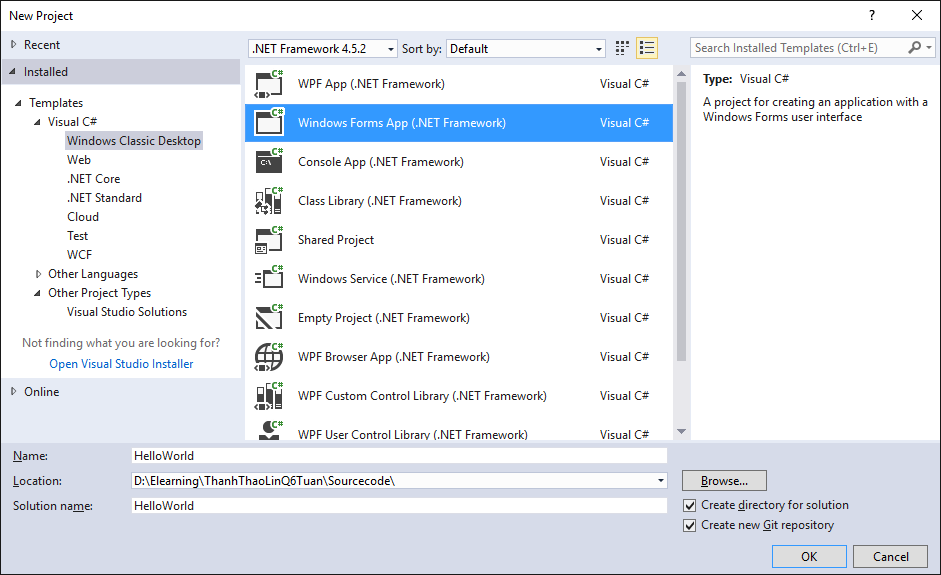 New Project
?
Recent
Installed
Templates
Visual C#
Windows Classic Desktop
Web
.NET Core
.NET Standard
Cloud
Test
WCF
Other Languages
Other Project Types
Visual Studio Solutions
Not finding what you are looking for?
Open Visual Studio Installer
Online
.NET Framework 4.5.2 Sort by: Default
WPF App (.NET Framework) Visual C#
Windows Forms App (.NET Framework) Visual C#
Console App (.NET Framework) Visual C#
Class Library (.NET Framework) Visual C#
Shared Project Visual C#
Windows Service (.NET Framework) Visual C#
Empty Project (.NET Framework) Visual C#
WPF Browser App (.NET Framework) Visual C#
WPF Custom Control Library (.NET Framework) Visual C#
WPF User Control Library (.NET Framework) Visual C#
Search Installed Templates (Ctrl+E)
Type: Visual C#
A project for creating an application with a
Windows Forms user interface
Name: HelloWorld
Location: D:\Elearning\ThanhThaoLinQ6Tuan\Sourcecode\
Solution name: HelloWorld
Browse...
Create directory for solution
Create new Git repository
OK Cancel